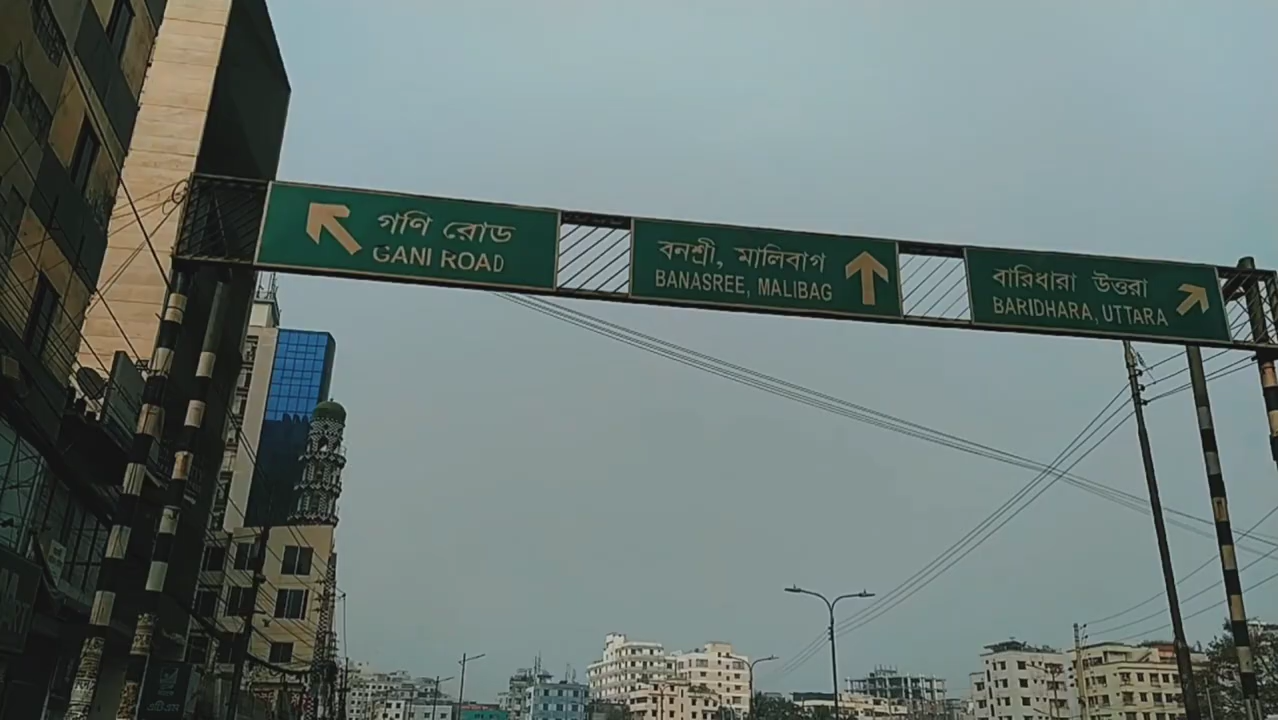 গণি রোড
GANI ROAD
বনশ্রী, মালিবাগ
BANASREE, MALIBAG
বারিধারা উত্তরা
BARIDHARA, UTTARA